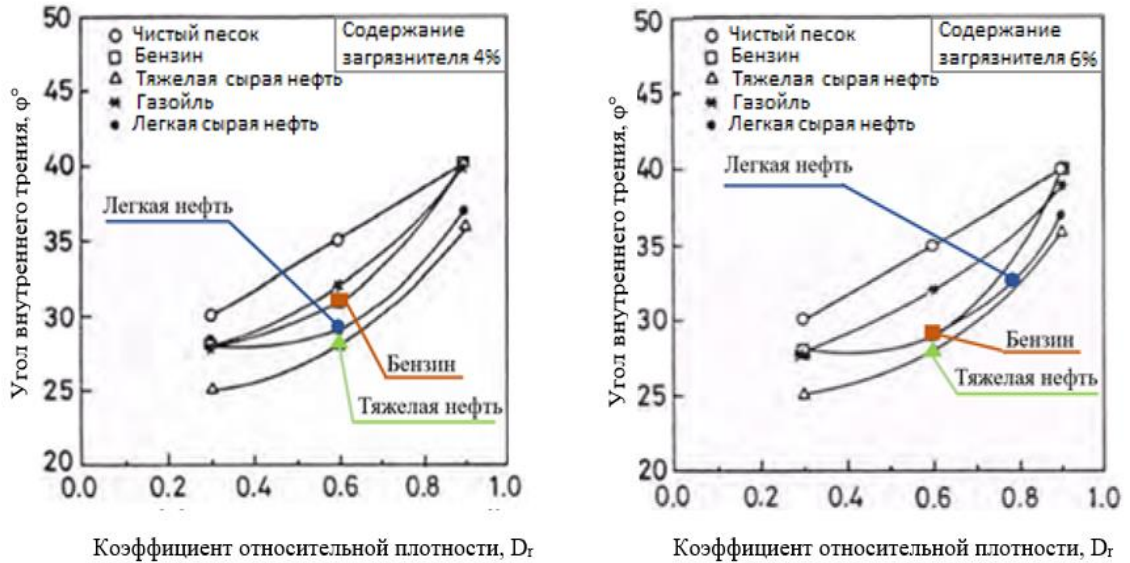 Угол внутреннего трения, φ°
50
45
40
35
30
25
20
Чистый песок
Бензин
Тяжелая сырая нефть
Газойль
Легкая сырая нефть
Содержание
загрязнителя 4%
Легкая нефть
Бензин
Тяжелая нефть
0.0 0.2 0.4 0.6 0.8 1.0
Коэффициент относительной плотности, Dr
Угол внутреннего трения, φ°
50
45
40
35
30
25
20
Чистый песок
Бензин
Тяжелая сырая нефть
Газойль
Легкая сырая нефть
Содержание
загрязнителя 6%
Легкая нефть
Бензин
Тяжелая нефть
0.0 0.2 0.4 0.6 0.8 1.0
Коэффициент относительной плотности, Dr